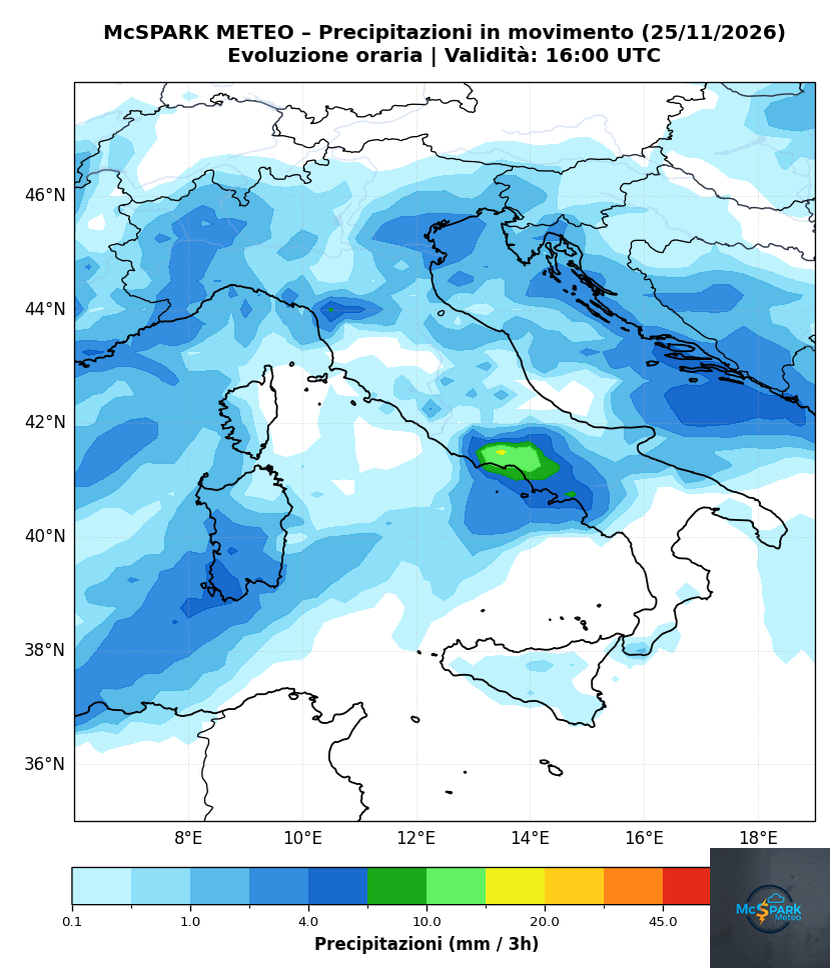 McSPARK METEO – Precipitazioni in movimento (25/11/2026)
Evoluzione oraria | Validità: 16:00 UTC
46°N
44°N
42°N
40°N
38°N
36°N
8°E 10°E 12°E 14°E 16°E 18°E
0.1 1.0 4.0 10.0 20.0 45.0
Precipitazioni (mm / 3h)
McSPARK
Meteo